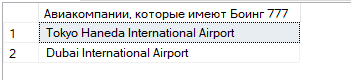 Авиакомпании, которые имеют Боинг 777
1 Tokyo Haneda International Airport
2 Dubai International Airport